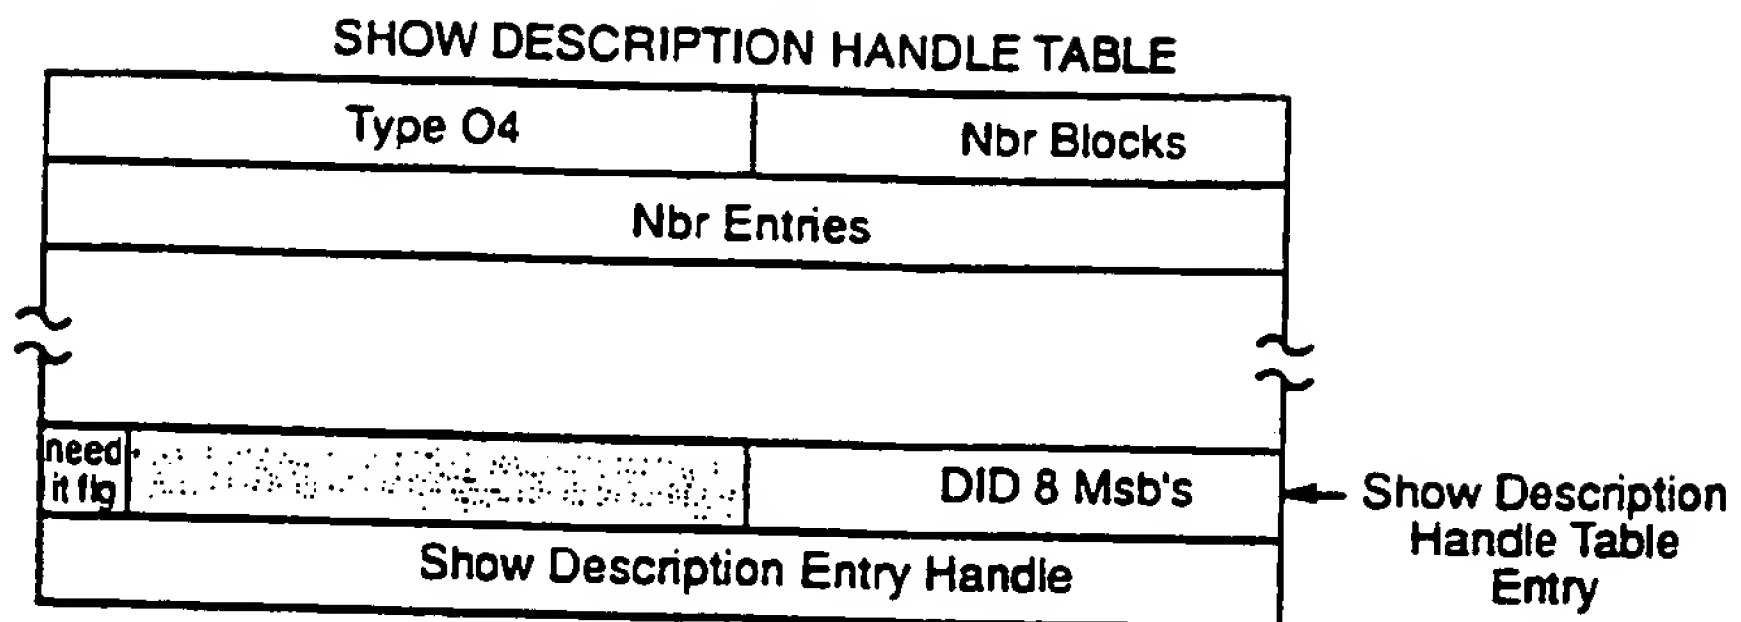 SHOW DESCRIPTION HANDLE TABLE
Type O4
Nbr Blocks
Nbr Entries
need
it flg
DID 8 Msb's
Show Description Entry Handle
Show Description
Handle Table
Entry